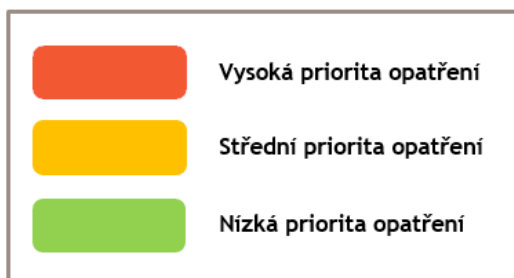 Vysoká priorita opatření
Střední priorita opatření
Nízká priorita opatření